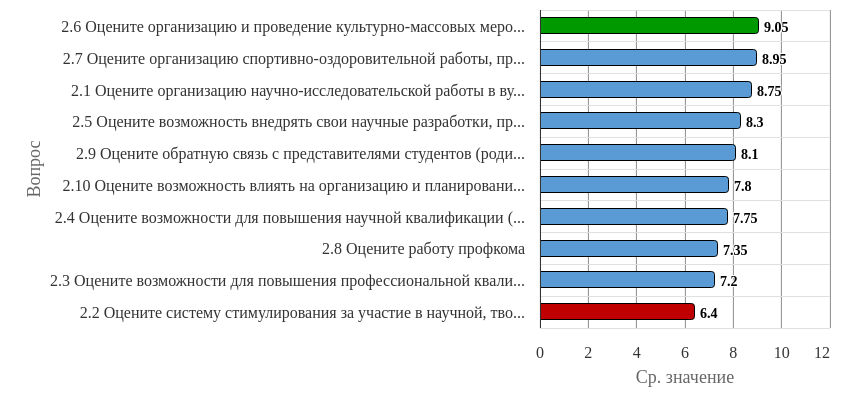 2.6 Оцените организацию и проведение культурно-массовых меро... 9.05
2.7 Оцените организацию спортивно-оздоровительной работы, пр... 8.95
2.1 Оцените организацию научно-исследовательской работы в ву... 8.75
2.5 Оцените возможность внедрять свои научные разработки, пр... 8.3
2.9 Оцените обратную связь с представителями студентов (роди... 8.1
2.10 Оцените возможность влиять на организацию и планировани... 7.8
2.4 Оцените возможности для повышения научной квалификации (... 7.75
2.8 Оцените работу профкома 7.35
2.3 Оцените возможности для повышения профессиональной квали... 7.2
2.2 Оцените систему стимулирования за участие в научной, тво... 6.4
Вопрос
0 2 4 6 8 10 12
Ср. значение